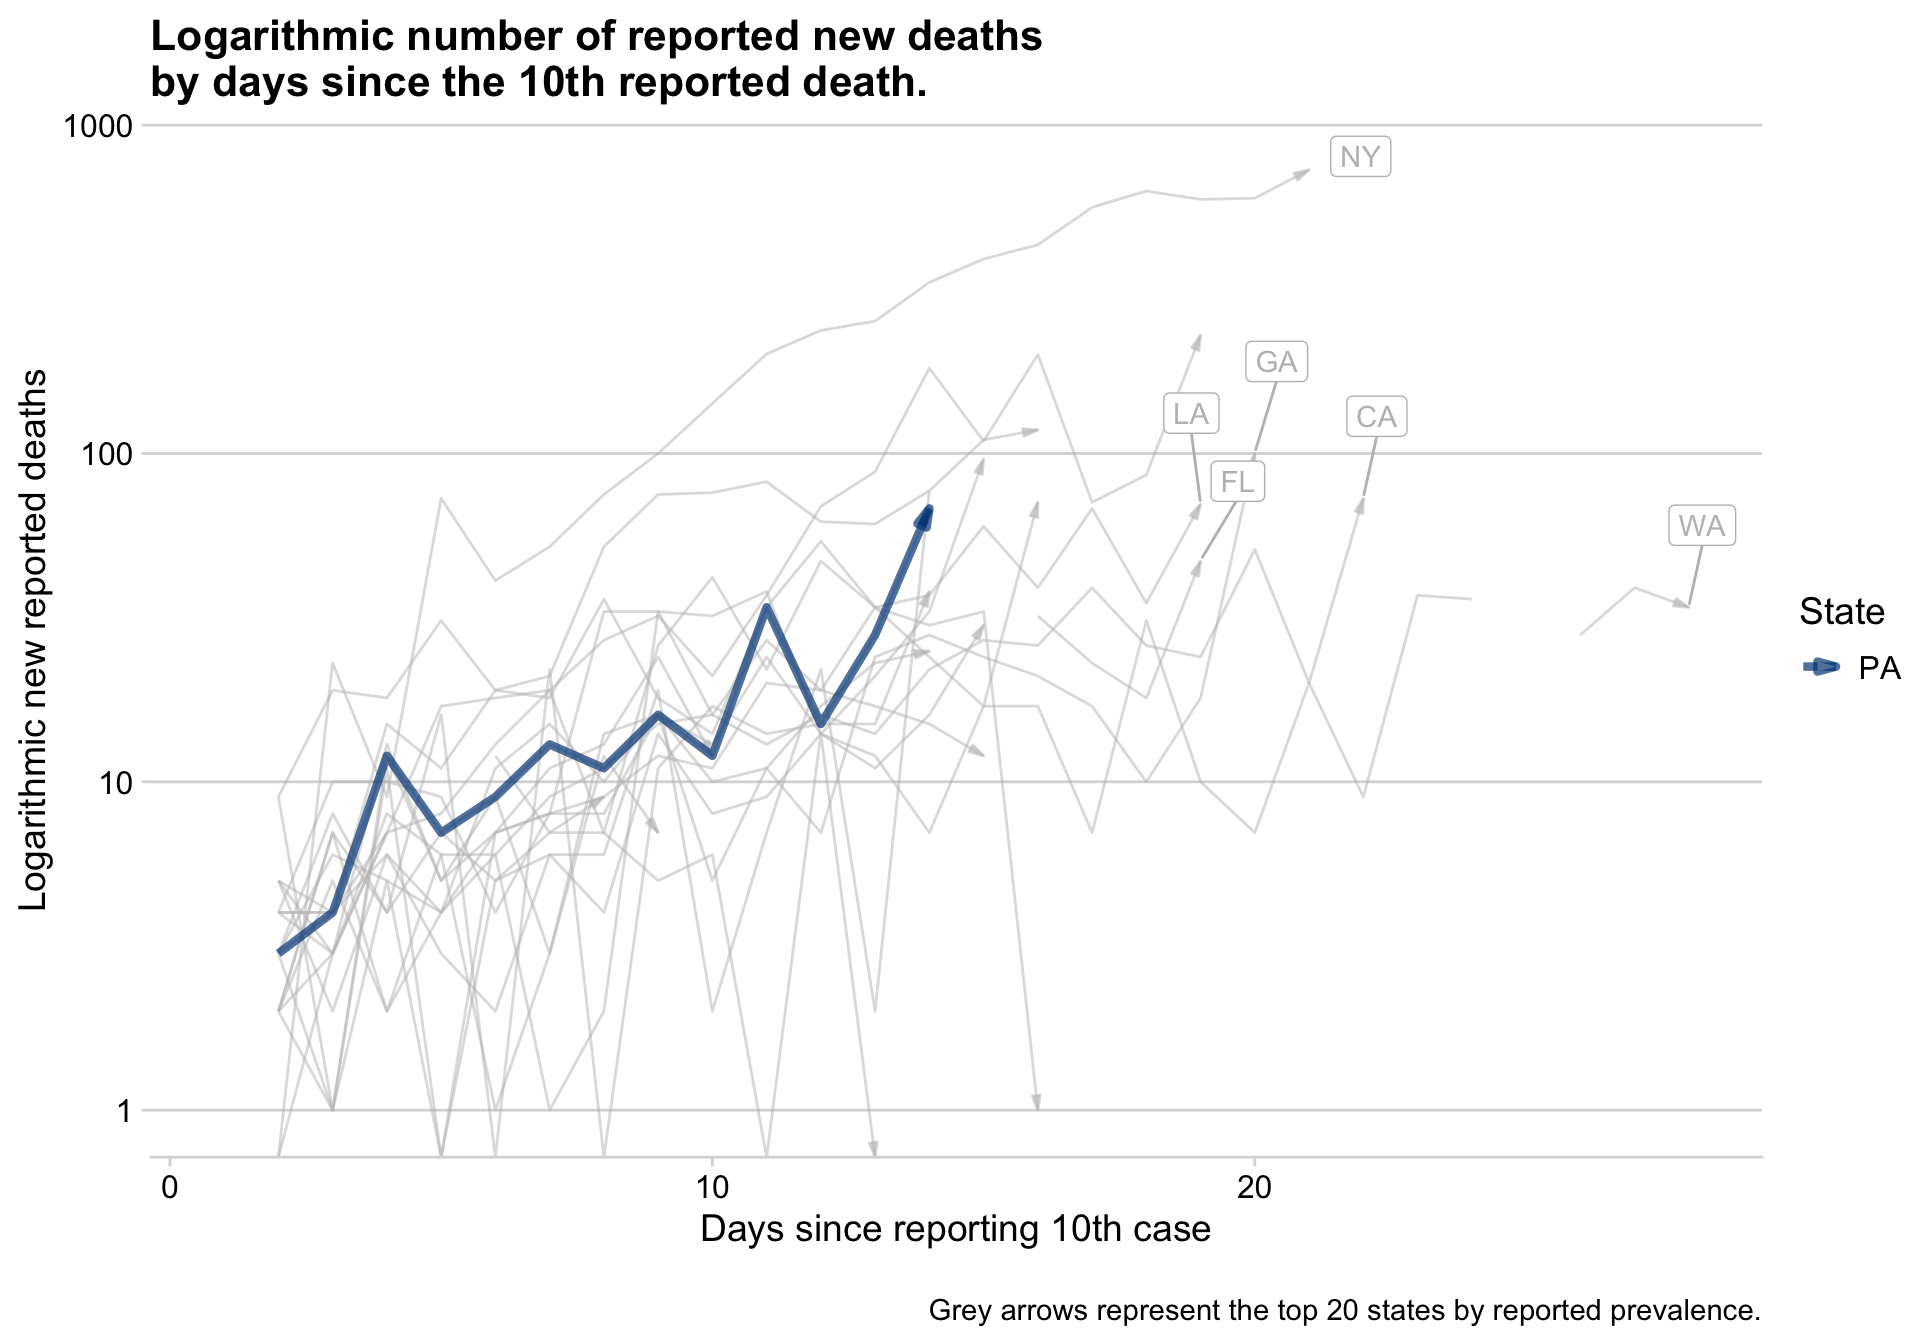 Logarithmic number of reported new deaths
by days since the 10th reported death.
1000
100
10
1
Logarithmic new reported deaths
NY
GA
LA
CA
FL
WA
State
PA
0
10
20
Days since reporting 10th case
Grey arrows represent the top 20 states by reported prevalence.